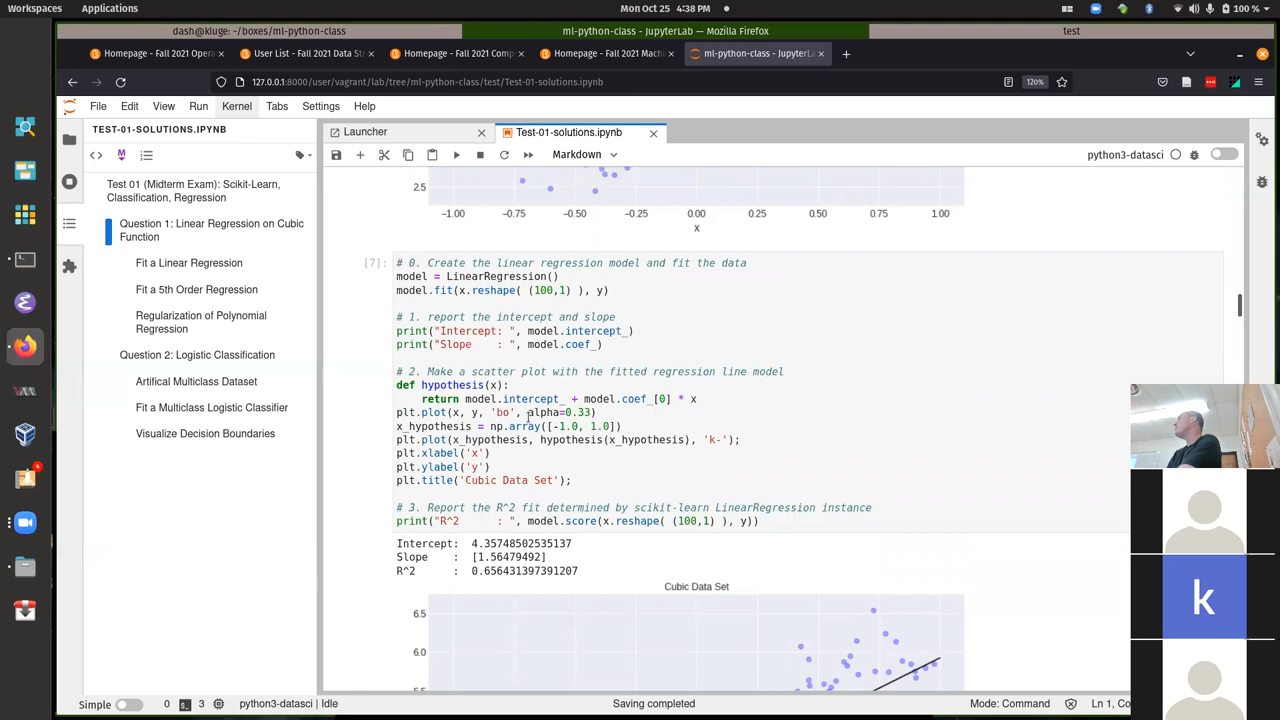 Workspaces Applications Mon Oct 25 4:38 PM 100 %
dash@kluge: ~/boxes/ml-python-class ml-python-class - JupyterLab — Mozilla Firefox test
Homepage - Fall 2021 Opera User List - Fall 2021 Data St Homepage - Fall 2021 Comp Homepage - Fall 2021 Machi ml-python-class - JupyterLab
127.0.0.1:8000/user/vagrant/lab/tree/ml-python-class/test/Test-01-solutions.ipynb 120%
File Edit View Run Kernel Tabs Settings Help
TEST-01-SOLUTIONS.IPYNB
Launcher
Test-01-solutions.ipynb
Markdown
python3-datasci
Test 01 (Midterm Exam): Scikit-Learn,
Classification, Regression
Question 1: Linear Regression on Cubic
Function
Fit a Linear Regression
Fit a 5th Order Regression
Regularization of Polynomial
Regression
Question 2: Logistic Classification
Artifical Multiclass Dataset
Fit a Multiclass Logistic Classifier
Visualize Decision Boundaries
2.5
−1.00 −0.75 −0.50 −0.25 0.00 0.25 0.50 0.75 1.00
x
[7]:
# 0. Create the linear regression model and fit the data
model = LinearRegression()
model.fit(x.reshape( (100,1) ), y)
# 1. report the intercept and slope
print("Intercept: ", model.intercept_)
print("Slope    : ", model.coef_)
# 2. Make a scatter plot with the fitted regression line model
def hypothesis(x):
return model.intercept_ + model.coef_[0] * x
plt.plot(x, y, 'bo', alpha=0.33)
x_hypothesis = np.array([-1.0, 1.0])
plt.plot(x_hypothesis, hypothesis(x_hypothesis), 'k-');
plt.xlabel('x')
plt.ylabel('y')
plt.title('Cubic Data Set');
# 3. Report the R^2 fit determined by scikit-learn LinearRegression instance
print("R^2      : ", model.score(x.reshape( (100,1) ), y))
Intercept:  4.35748502535137
Slope    :  [1.56479492]
R^2      :  0.656431397391207
Cubic Data Set
6.5
6.0
k
Simple 0 3 python3-datasci | Idle Saving completed Mode: Command Ln 1, Co